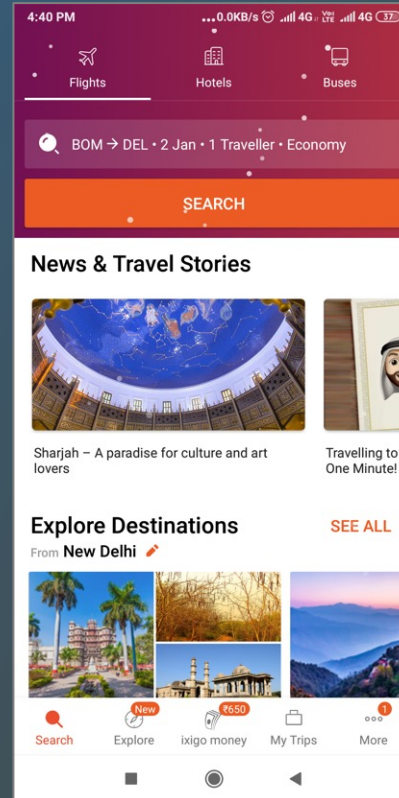 4:40 PM
...0.0KB/s 4G VoLTE 4G 37
Flights
Hotels
Buses
BOM → DEL • 2 Jan • 1 Traveller • Economy
SEARCH
News & Travel Stories
Sharjah – A paradise for culture and art
lovers
Travelling to
One Minute!
Explore Destinations
SEE ALL
From New Delhi
New
₹650
1
Search
Explore
ixigo money
My Trips
More